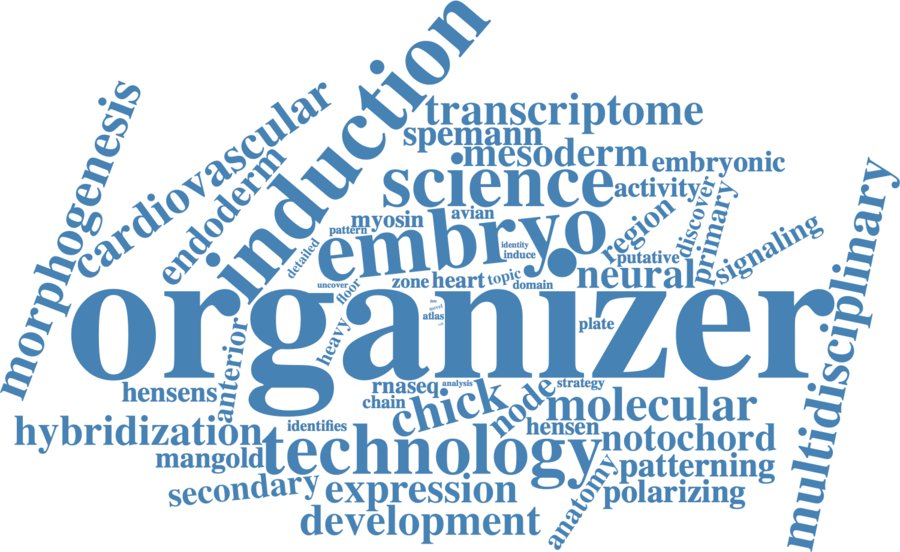 induction
morphogenesis
cardiovascular
transcriptome
spemann
mesoderm
embryonic
endoderm
science
activity
discover
primary
multidisciplinary
myosin
avian
pattern
embryo
region
signaling
detailed
identity
induce
putative
uncover
floor
zone
heart
topic
domain
neural
organizer
atlas
plate
heavy
anterior
hensens
rnaseq
analysis
strategy
chain
chick
node
molecular
hybridization
identifies
hensen
notochord
mangold
technology
patterning
secondary
expression
anatomy
polarizing
development